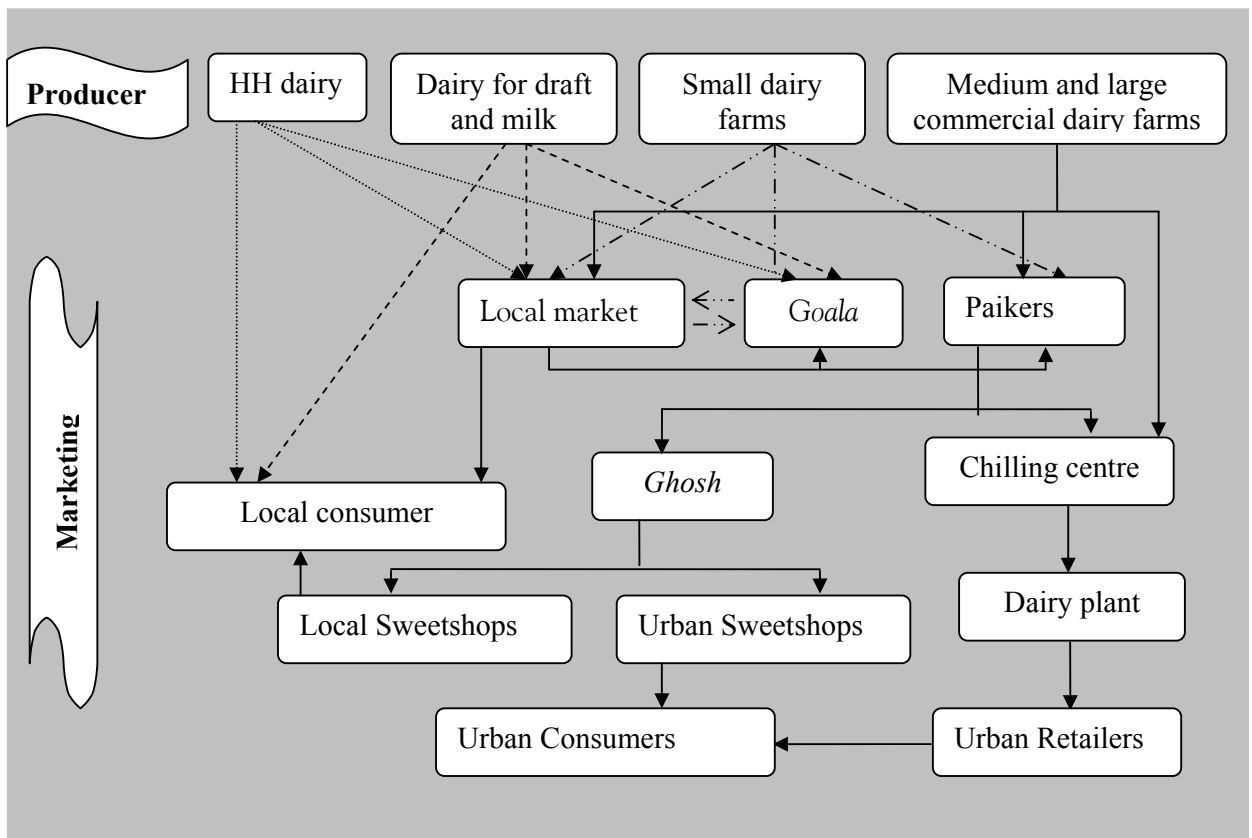 Producer
HH dairy
Dairy for draft
and milk
Small dairy
farms
Medium and large
commercial dairy farms
Marketing
Local market
Goala
Paikers
Local consumer
Ghosh
Chilling centre
Local Sweetshops
Urban Sweetshops
Dairy plant
Urban Consumers
Urban Retailers